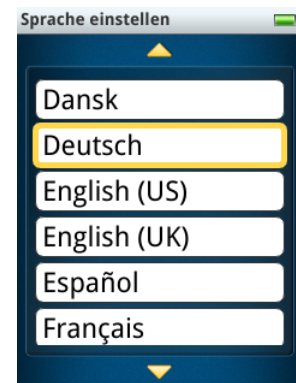 Sprache einstellen
Dansk
Deutsch
English (US)
English (UK)
Español
Français